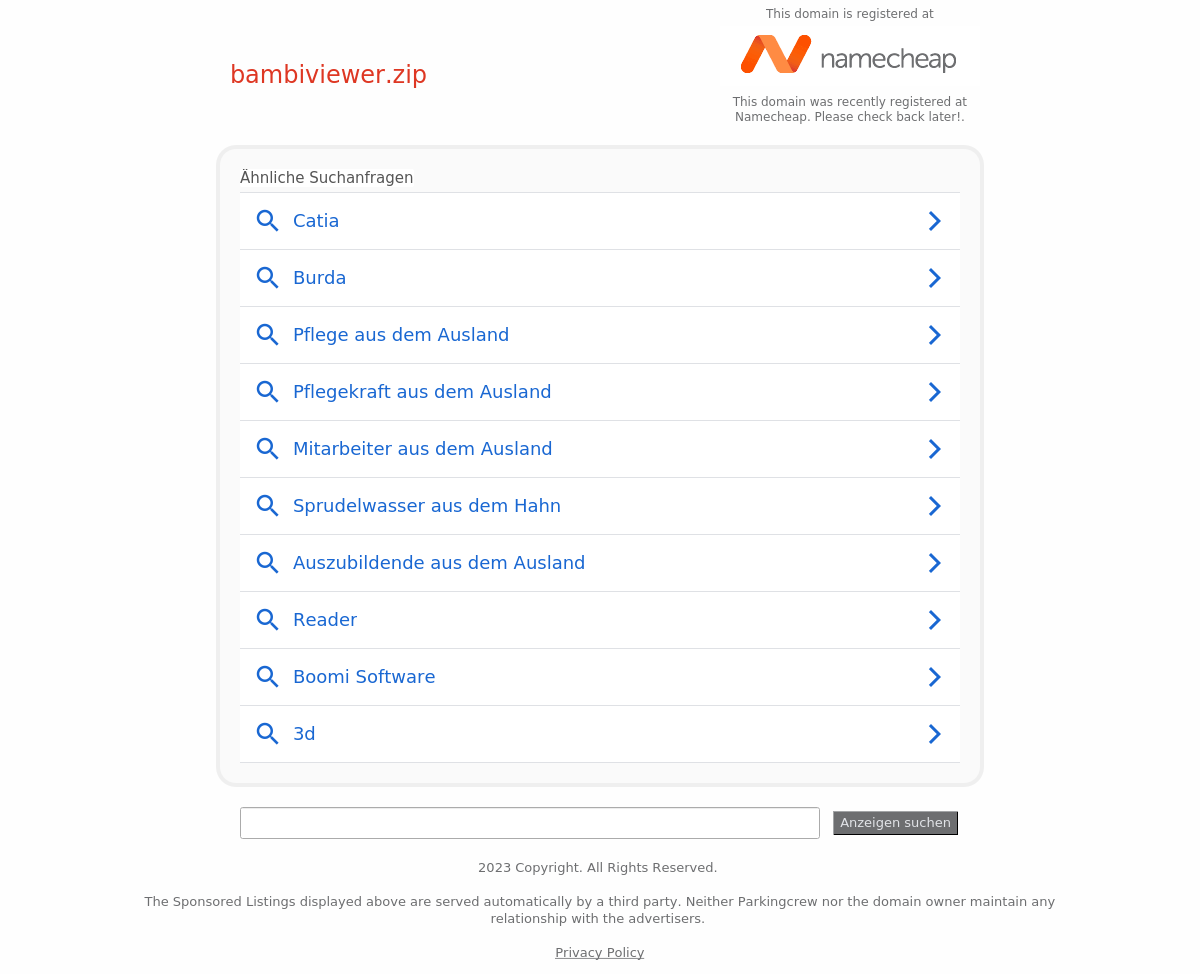 This domain is registered at
namecheap
bambiviewer.zip
This domain was recently registered at
Namecheap. Please check back later!.
Ähnliche Suchanfragen
Catia
Burda
Pflege aus dem Ausland
Pflegekraft aus dem Ausland
Mitarbeiter aus dem Ausland
Sprudelwasser aus dem Hahn
Auszubildende aus dem Ausland
Reader
Boomi Software
3d
Anzeigen suchen
2023 Copyright. All Rights Reserved.
The Sponsored Listings displayed above are served automatically by a third party. Neither Parkingcrew nor the domain owner maintain any
relationship with the advertisers.
Privacy Policy